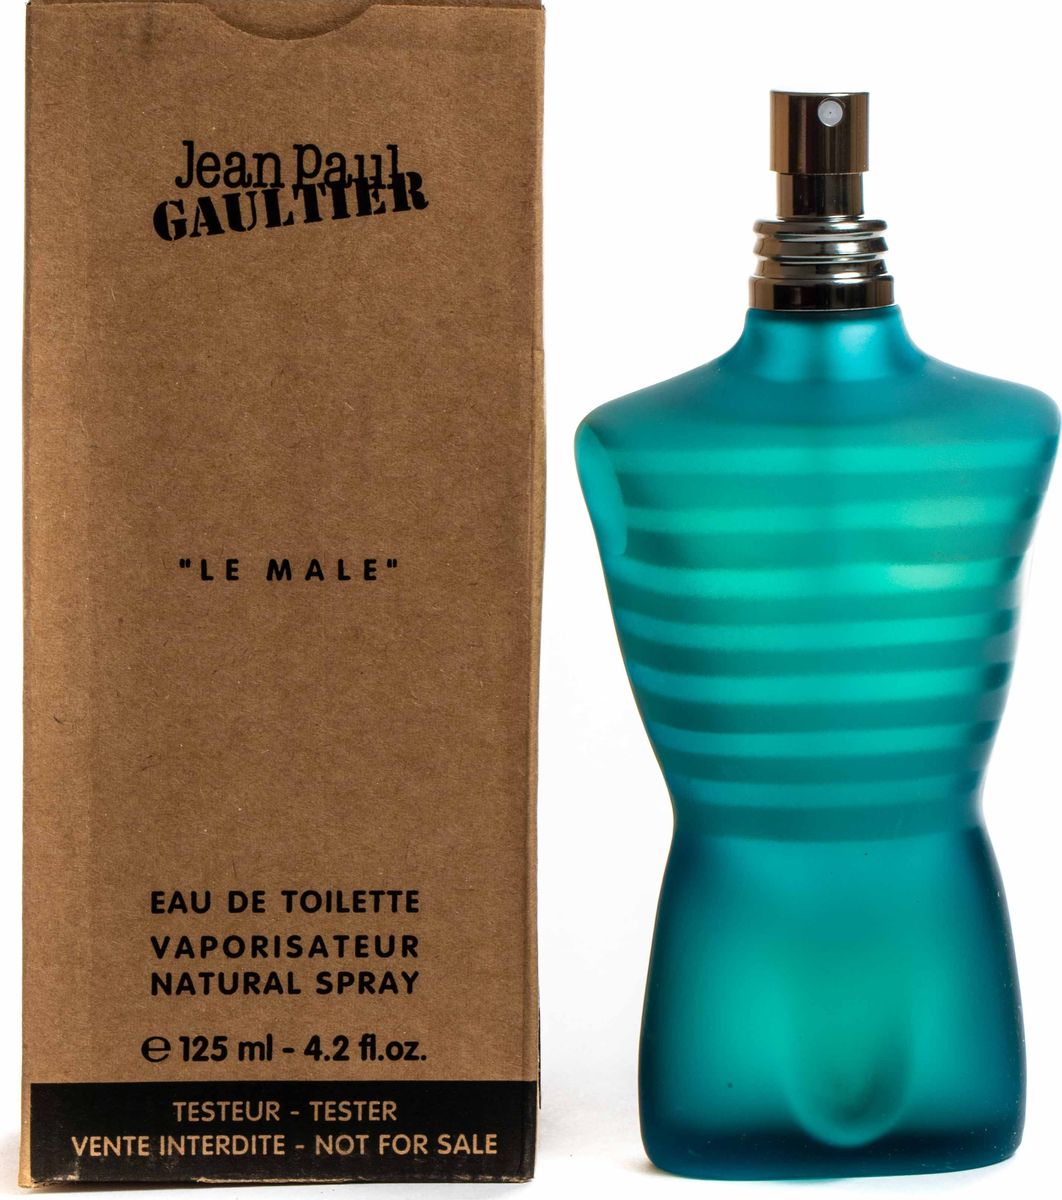 Jean Paul
GAULTIER
"LE MALE"
EAU DE TOILETTE
VAPORISATEUR
NATURAL SPRAY
℮ 125 ml - 4.2 fl.oz.
TESTEUR - TESTER
VENTE INTERDITE - NOT FOR SALE